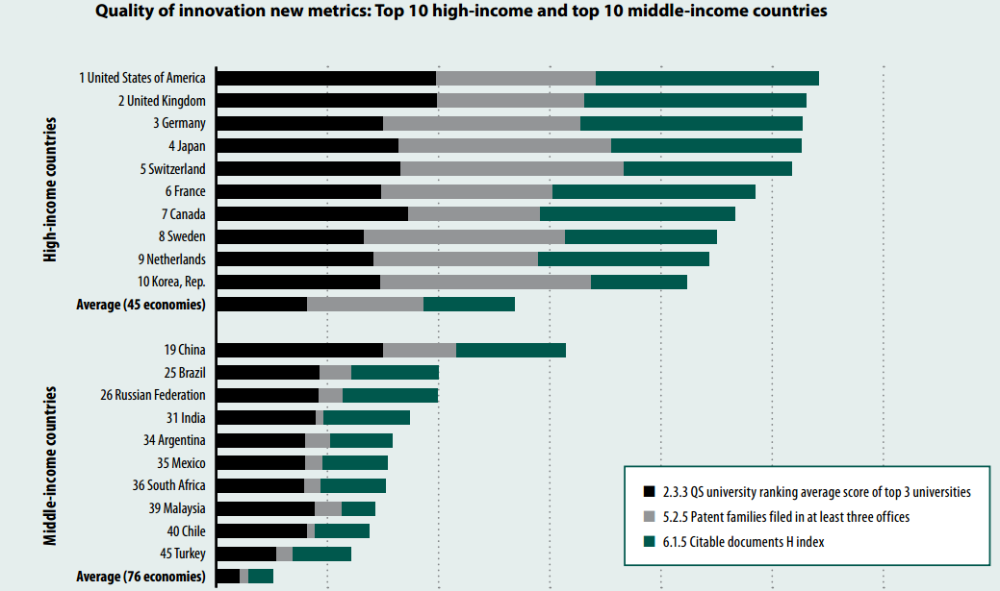 Quality of innovation new metrics: Top 10 high-income and top 10 middle-income countries
High-income countries
1 United States of America
2 United Kingdom
3 Germany
4 Japan
5 Switzerland
6 France
7 Canada
8 Sweden
9 Netherlands
10 Korea, Rep.
Average (45 economies)
Middle-income countries
19 China
25 Brazil
26 Russian Federation
31 India
34 Argentina
35 Mexico
36 South Africa
39 Malaysia
40 Chile
45 Turkey
Average (76 economies)
2.3.3 QS university ranking average score of top 3 universities
5.2.5 Patent families filed in at least three offices
6.1.5 Citable documents H index